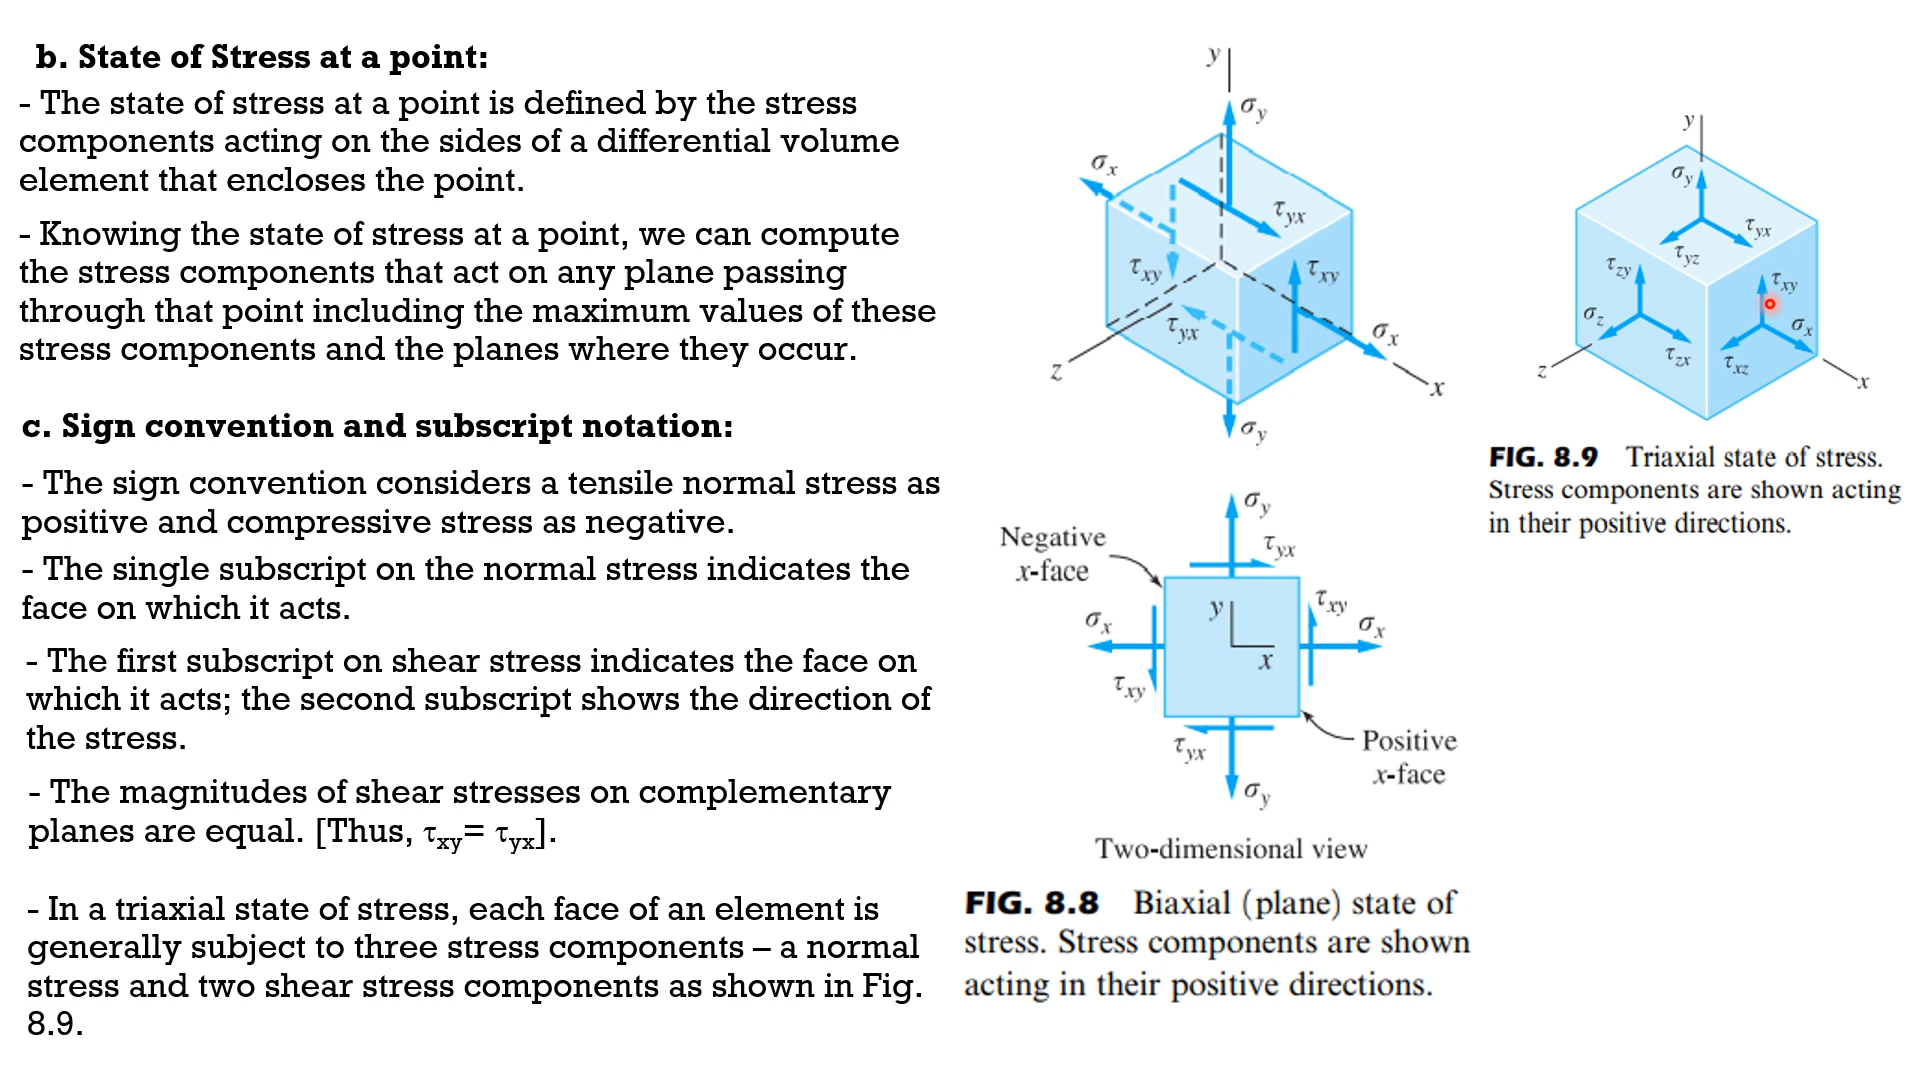 b. State of Stress at a point:
- The state of stress at a point is defined by the stress
components acting on the sides of a differential volume
element that encloses the point.
- Knowing the state of stress at a point, we can compute
the stress components that act on any plane passing
through that point including the maximum values of these
stress components and the planes where they occur.
c. Sign convention and subscript notation:
- The sign convention considers a tensile normal stress as
positive and compressive stress as negative.
- The single subscript on the normal stress indicates the
face on which it acts.
- The first subscript on shear stress indicates the face on
which it acts; the second subscript shows the direction of
the stress.
- The magnitudes of shear stresses on complementary
planes are equal. [Thus, τxy= τyx].
- In a triaxial state of stress, each face of an element is
generally subject to three stress components – a normal
stress and two shear stress components as shown in Fig.
8.9.
y
σy
σx
τyx
τxy
τxy
τyx
σx
z
x
σy
σy
Negative
x-face
τyx
y
τxy
σx
σx
x
τxy
τyx
Positive
x-face
σy
Two-dimensional view
FIG. 8.8 Biaxial (plane) state of
stress. Stress components are shown
acting in their positive directions.
y
σy
τyx
τyz
τzy
τxy
σz
σx
τzx
τxz
z
x
FIG. 8.9 Triaxial state of stress.
Stress components are shown acting
in their positive directions.